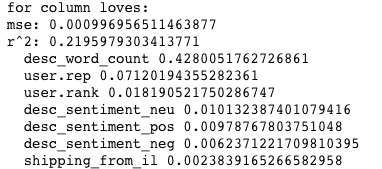 for column loves:
mse: 0.000996956511463877
r^2: 0.2195979303413771
desc_word_count 0.4280051762726861
user.rep 0.07120194355282361
user.rank 0.018190521750286747
desc_sentiment_neu 0.010132387401079416
desc_sentiment_pos 0.00978767803751048
desc_sentiment_neg 0.0062371221709810395
shipping_from_il 0.0023839165266582958